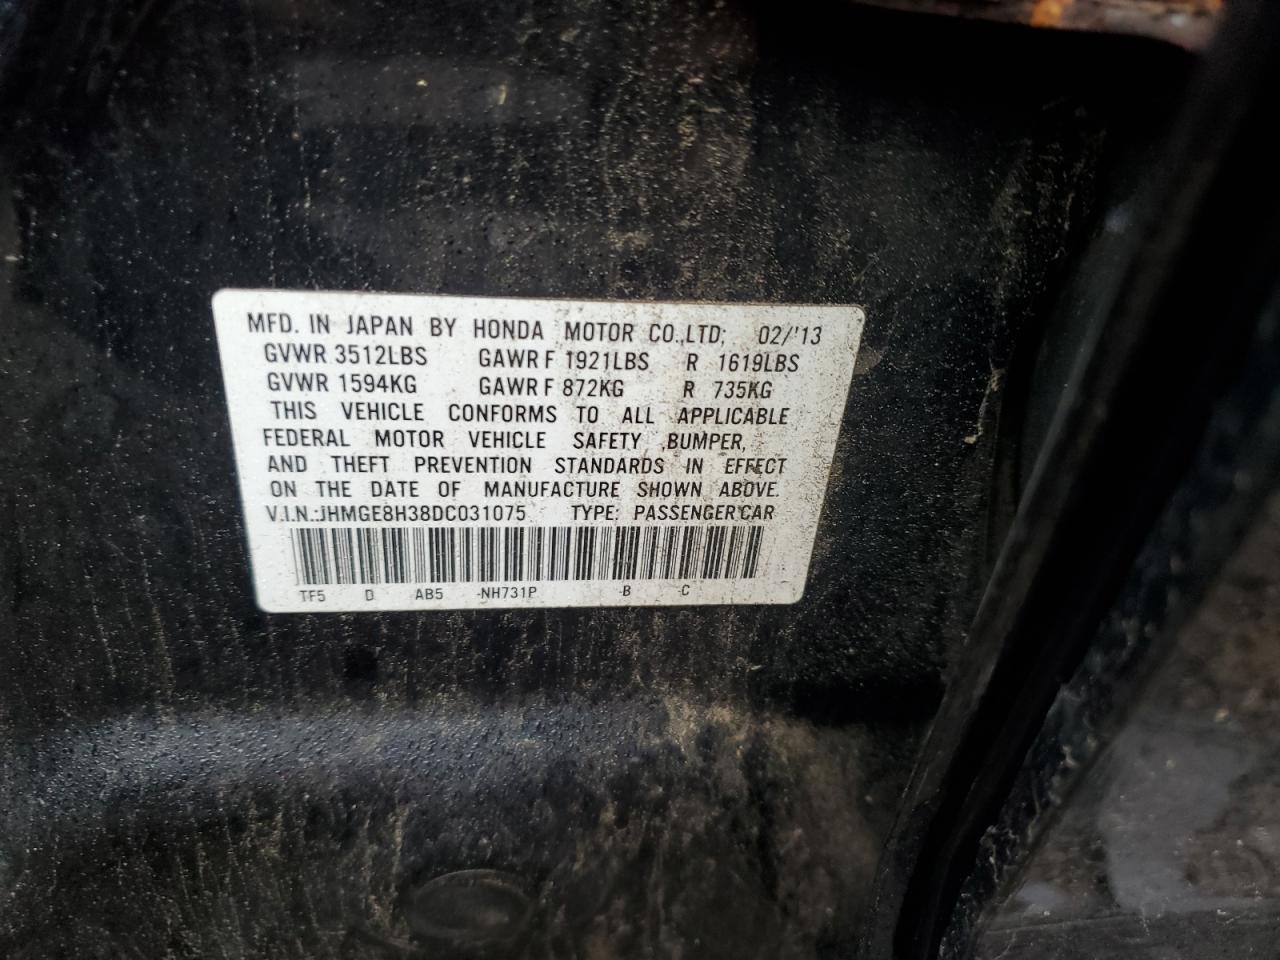 MFD. IN JAPAN BY HONDA MOTOR CO.,LTD; 02/'13
GVWR 3512LBS GAWR F 1921LBS R 1619LBS
GVWR 1594KG GAWR F 872KG R 735KG
THIS VEHICLE CONFORMS TO ALL APPLICABLE
FEDERAL MOTOR VEHICLE SAFETY ,BUMPER,
AND THEFT PREVENTION STANDARDS IN EFFECT
ON THE DATE OF MANUFACTURE SHOWN ABOVE.
V.I.N.:JHMGE8H38DC031075 TYPE: PASSENGER CAR
TF5 D AB5 -NH731P -B C